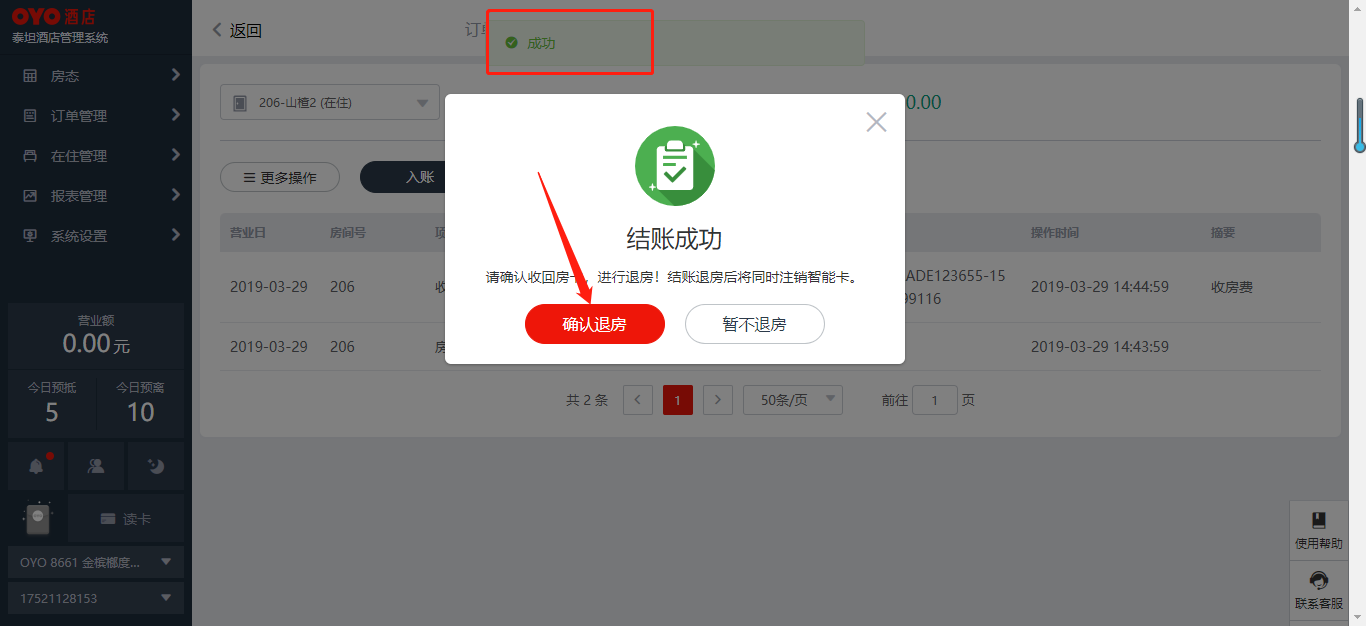 OYO 酒店
泰坦酒店管理系统
房态
订单管理
在住管理
报表管理
系统设置
营业额
0.00元
今日预抵
5
今日预离
10
读卡
OYO 8661 金槟榔度...
17521128153
返回
订单
成功
206-山楂2 (在住)
0.00
更多操作
入账
营业日 房间号 项 操作时间 摘要
2019-03-29 206 收 ADE123655-15
99116 2019-03-29 14:44:59 收房费
2019-03-29 206 房 2019-03-29 14:43:59
共 2 条 1 50条/页 前往 1 页
结账成功
请确认收回房卡，进行退房！结账退房后将同时注销智能卡。
确认退房
暂不退房
使用帮助
联系客服